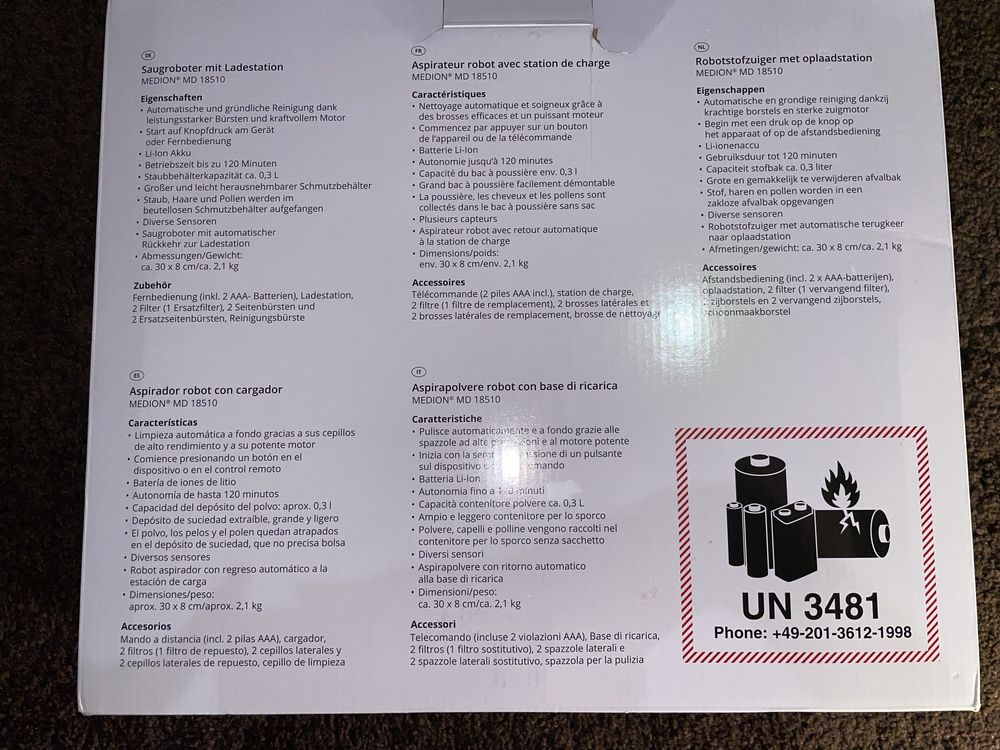 DE
Saugroboter mit Ladestation
MEDION® MD 18510
Eigenschaften
• Automatische und gründliche Reinigung dank
leistungsstarker Bürsten und kraftvollem Motor
• Start auf Knopfdruck am Gerät
oder Fernbedienung
• Li-Ion Akku
• Betriebszeit bis zu 120 Minuten
• Staubbehälterkapazität ca. 0,3 L
• Großer und leicht herausnehmbarer Schmutzbehälter
• Staub, Haare und Pollen werden im
beutellosen Schmutzbehälter aufgefangen
• Diverse Sensoren
• Saugroboter mit automatischer
Rückkehr zur Ladestation
• Abmessungen/Gewicht:
ca. 30 x 8 cm/ca. 2,1 kg
Zubehör
Fernbedienung (inkl. 2 AAA- Batterien), Ladestation,
2 Filter (1 Ersatzfilter), 2 Seitenbürsten und
2 Ersatzseitenbürsten, Reinigungsbürste
FR
Aspirateur robot avec station de charge
MEDION® MD 18510
Caractéristiques
• Nettoyage automatique et soigneux grâce à
des brosses efficaces et un puissant moteur
• Commencez par appuyer sur un bouton
de l'appareil ou de la télécommande
• Batterie Li-Ion
• Autonomie jusqu'à 120 minutes
• Capacité du bac à poussière env. 0,3 l
• Grand bac à poussière facilement démontable
• La poussière, les cheveux et les pollens sont
collectés dans le bac à poussière sans sac
• Plusieurs capteurs
• Aspirateur robot avec retour automatique
à la station de charge
• Dimensions/poids:
env. 30 x 8 cm/env. 2,1 kg
Accessoires
Télécommande (2 piles AAA incl.), station de charge,
2 filtre (1 filtre de remplacement), 2 brosses latérales et
2 brosses latérales de remplacement, brosse de nettoyage
NL
Robotstofzuiger met oplaadstation
MEDION® MD 18510
Eigenschappen
• Automatische en grondige reiniging dankzij
krachtige borstels en sterke zuigmotor
• Begin met een druk op de knop op
het apparaat of op de afstandsbediening
• Li-ionenaccu
• Gebruiksduur tot 120 minuten
• Capaciteit stofbak ca. 0,3 liter
• Grote en gemakkelijk te verwijderen afvalbak
• Stof, haren en pollen worden in een
zakloze afvalbak opgevangen
• Diverse sensoren
• Robotstofzuiger met automatische terugkeer
naar oplaadstation
• Afmetingen/gewicht: ca. 30 x 8 cm/ca. 2,1 kg
Accessoires
Afstandsbediening (incl. 2 x AAA-batterijen),
oplaadstation, 2 filter (1 vervangend filter),
2 zijborstels en 2 vervangend zijborstels,
schoonmaakborstel
ES
Aspirador robot con cargador
MEDION® MD 18510
Características
• Limpieza automática a fondo gracias a sus cepillos
de alto rendimiento y a su potente motor
• Comience presionando un botón en el
dispositivo o en el control remoto
• Batería de iones de litio
• Autonomía de hasta 120 minutos
• Capacidad del depósito del polvo: aprox. 0,3 l
• Depósito de suciedad extraíble, grande y ligero
• El polvo, los pelos y el polen quedan atrapados
en el depósito de suciedad, que no precisa bolsa
• Diversos sensores
• Robot aspirador con regreso automático a la
estación de carga
• Dimensiones/peso:
aprox. 30 x 8 cm/aprox. 2,1 kg
Accesorios
Mando a distancia (incl. 2 pilas AAA), cargador,
2 filtros (1 filtro de repuesto), 2 cepillos laterales y
2 cepillos laterales de repuesto, cepillo de limpieza
IT
Aspirapolvere robot con base di ricarica
MEDION® MD 18510
Caratteristiche
• Pulisce automaticamente e a fondo grazie alle
spazzole ad alte e al motore potente
• Inizia con la di un pulsante
sul dispositivo
• Batteria Li-Ion
• Autonomia fino a 120 minuti
• Capacità contenitore polvere ca. 0,3 L
• Ampio e leggero contenitore per lo sporco
• Polvere, capelli e polline vengono raccolti nel
contenitore per lo sporco senza sacchetto
• Diversi sensori
• Aspirapolvere con ritorno automatico
alla base di ricarica
• Dimensioni/peso:
ca. 30 x 8 cm/ca. 2,1 kg
Accessori
Telecomando (incluse 2 violazioni AAA), Base di ricarica,
2 filtros (1 filtro sostitutivo), 2 spazzole laterali e
2 spazzole laterali sostitutivo, spazzola per la pulizia
UN 3481
Phone: +49-201-3612-1998